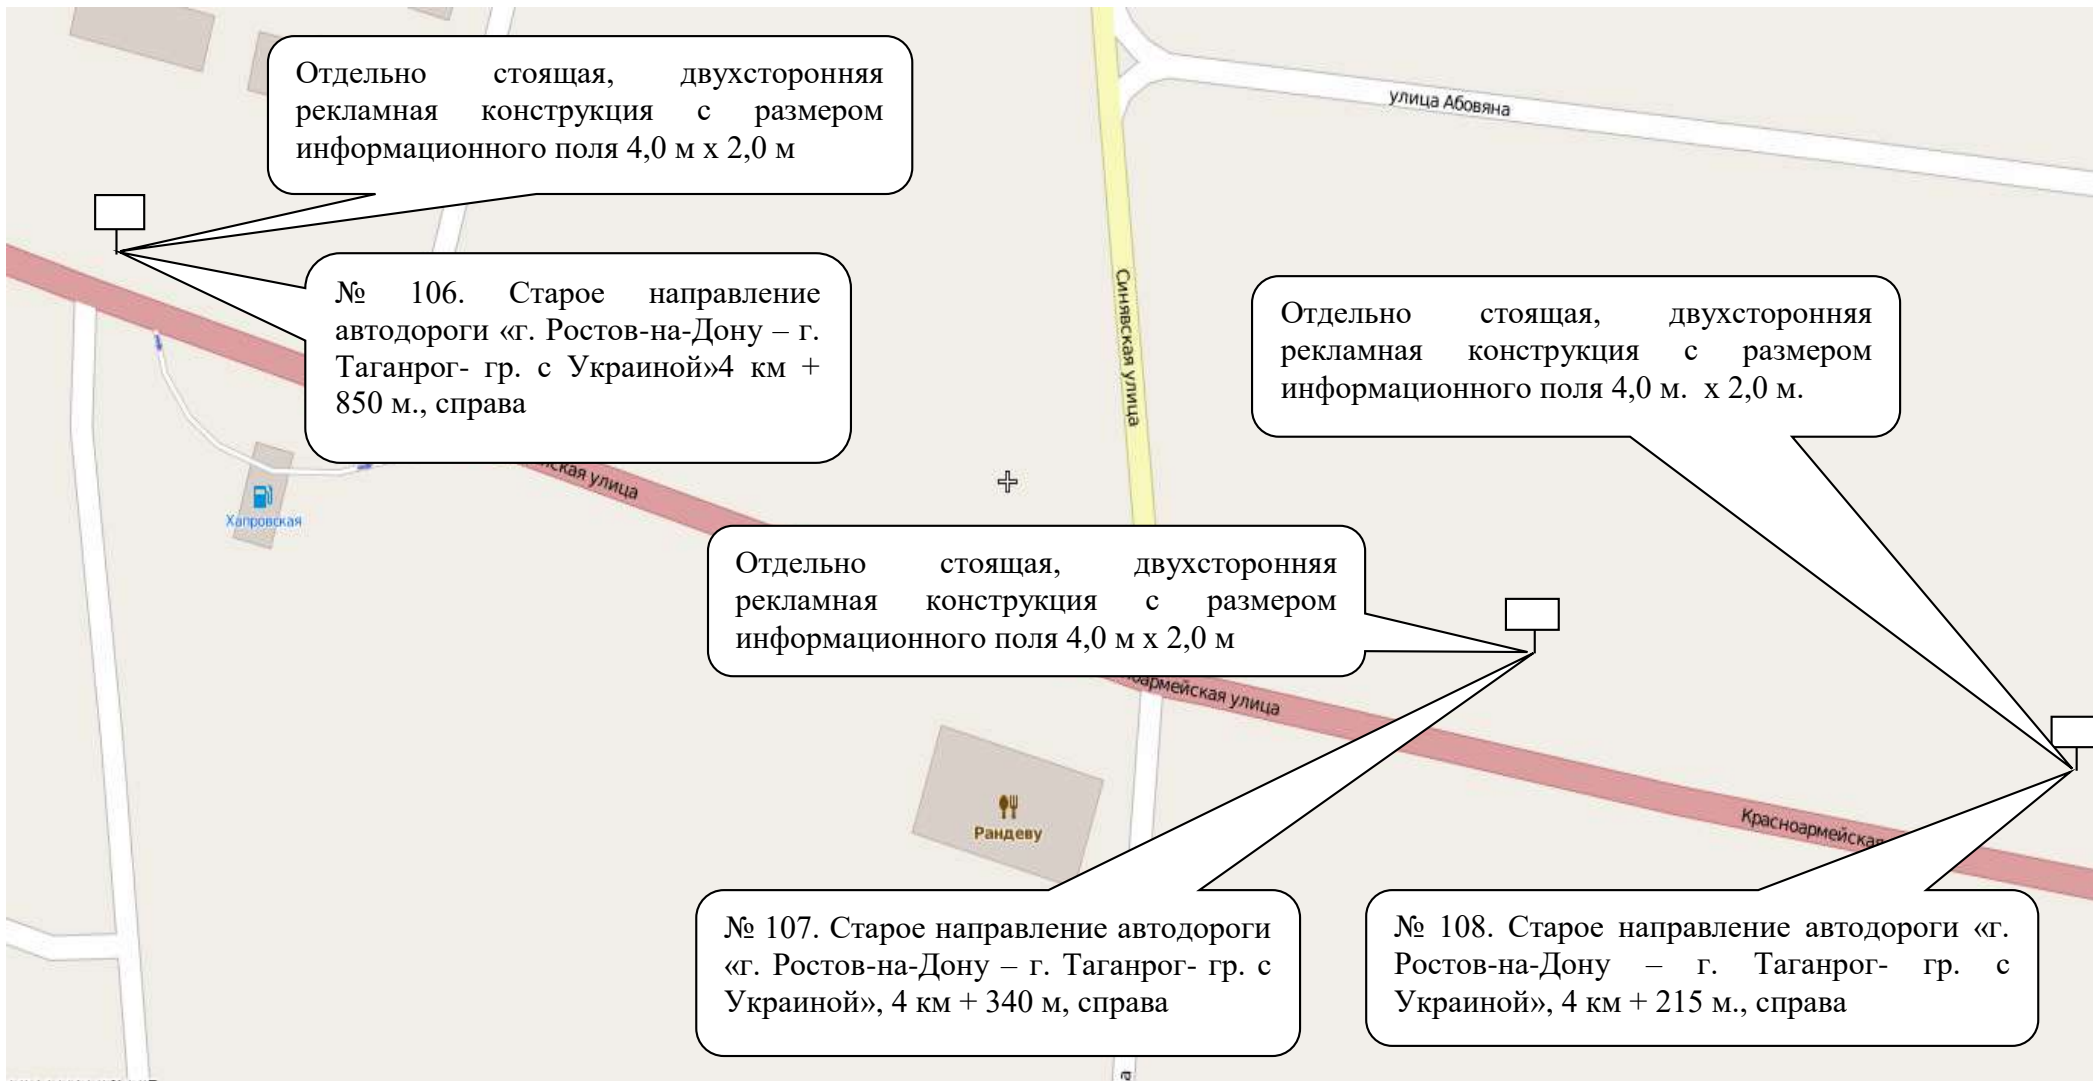 Отдельно стоящая, двухсторонняя
рекламная конструкция с размером
информационного поля 4,0 м х 2,0 м
улица Абовяна
№ 106. Старое направление
автодороги «г. Ростов-на-Дону – г.
Таганрог- гр. с Украиной»4 км +
850 м., справа
Синявская улица
Отдельно стоящая, двухсторонняя
рекламная конструкция с размером
информационного поля 4,0 м. х 2,0 м.
Хапровская
улица
Отдельно стоящая, двухсторонняя
рекламная конструкция с размером
информационного поля 4,0 м х 2,0 м
оармейская улица
Рандеву
Красноармейская
№ 107. Старое направление автодороги
«г. Ростов-на-Дону – г. Таганрог- гр. с
Украиной», 4 км + 340 м, справа
№ 108. Старое направление автодороги «г.
Ростов-на-Дону – г. Таганрог- гр. с
Украиной», 4 км + 215 м., справа